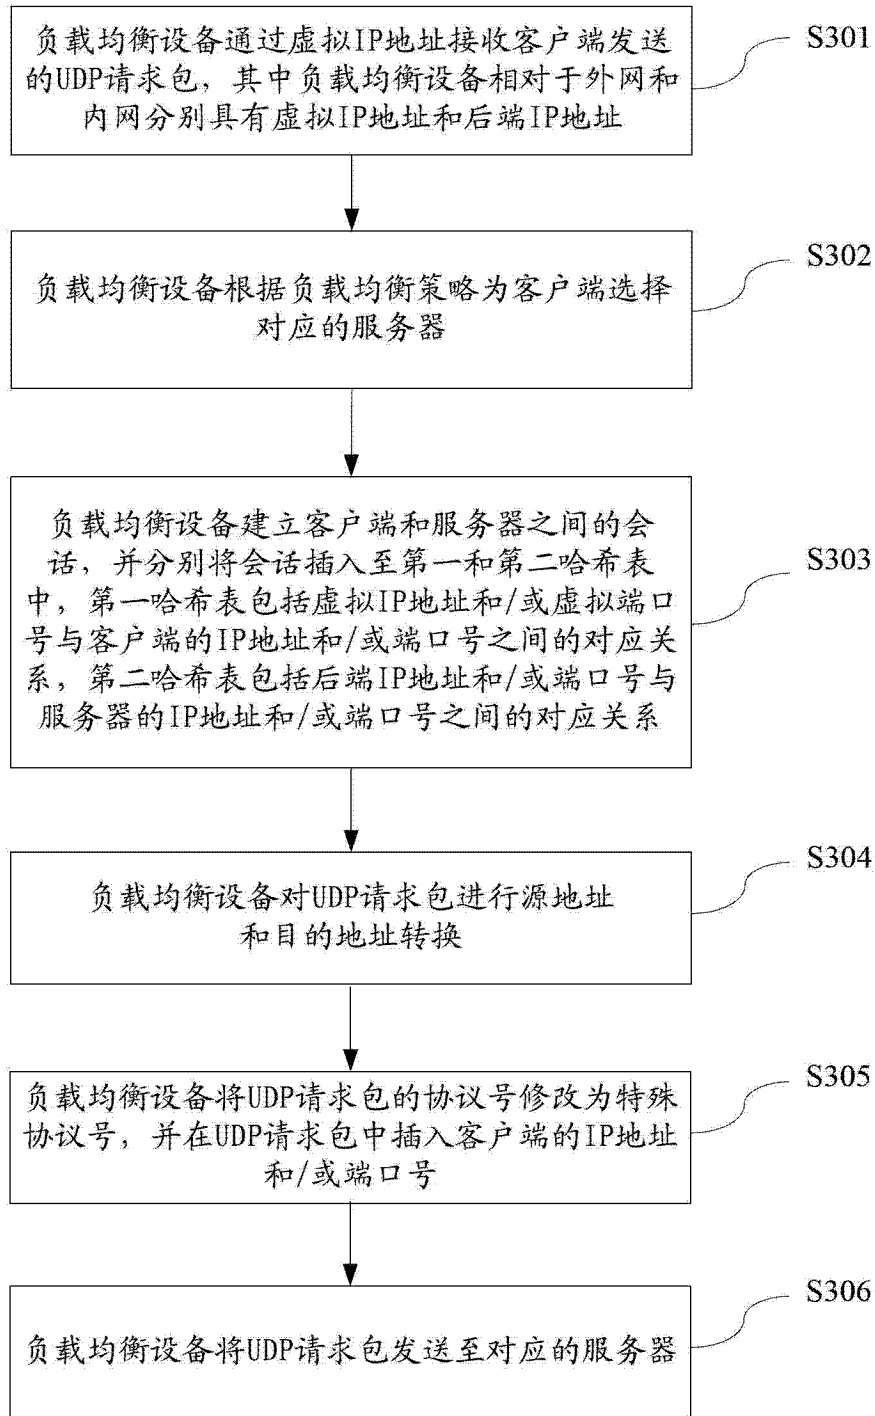 负载均衡设备通过虚拟IP地址接收客户端发送
的UDP请求包，其中负载均衡设备相对于外网和
内网分别具有虚拟IP地址和后端IP地址
S301
负载均衡设备根据负载均衡策略为客户端选择
对应的服务器
S302
负载均衡设备建立客户端和服务器之间的会
话，并分别将会话插入至第一和第二哈希表
中，第一哈希表包括虚拟IP地址和/或虚拟端口
号与客户端的IP地址和/或端口号之间的对应关
系，第二哈希表包括后端IP地址和/或端口号与
服务器的IP地址和/或端口号之间的对应关系
S303
负载均衡设备对UDP请求包进行源地址
和目的地址转换
S304
负载均衡设备将UDP请求包的协议号修改为特殊
协议号，并在UDP请求包中插入客户端的IP地址
和/或端口号
S305
负载均衡设备将UDP请求包发送至对应的服务器
S306